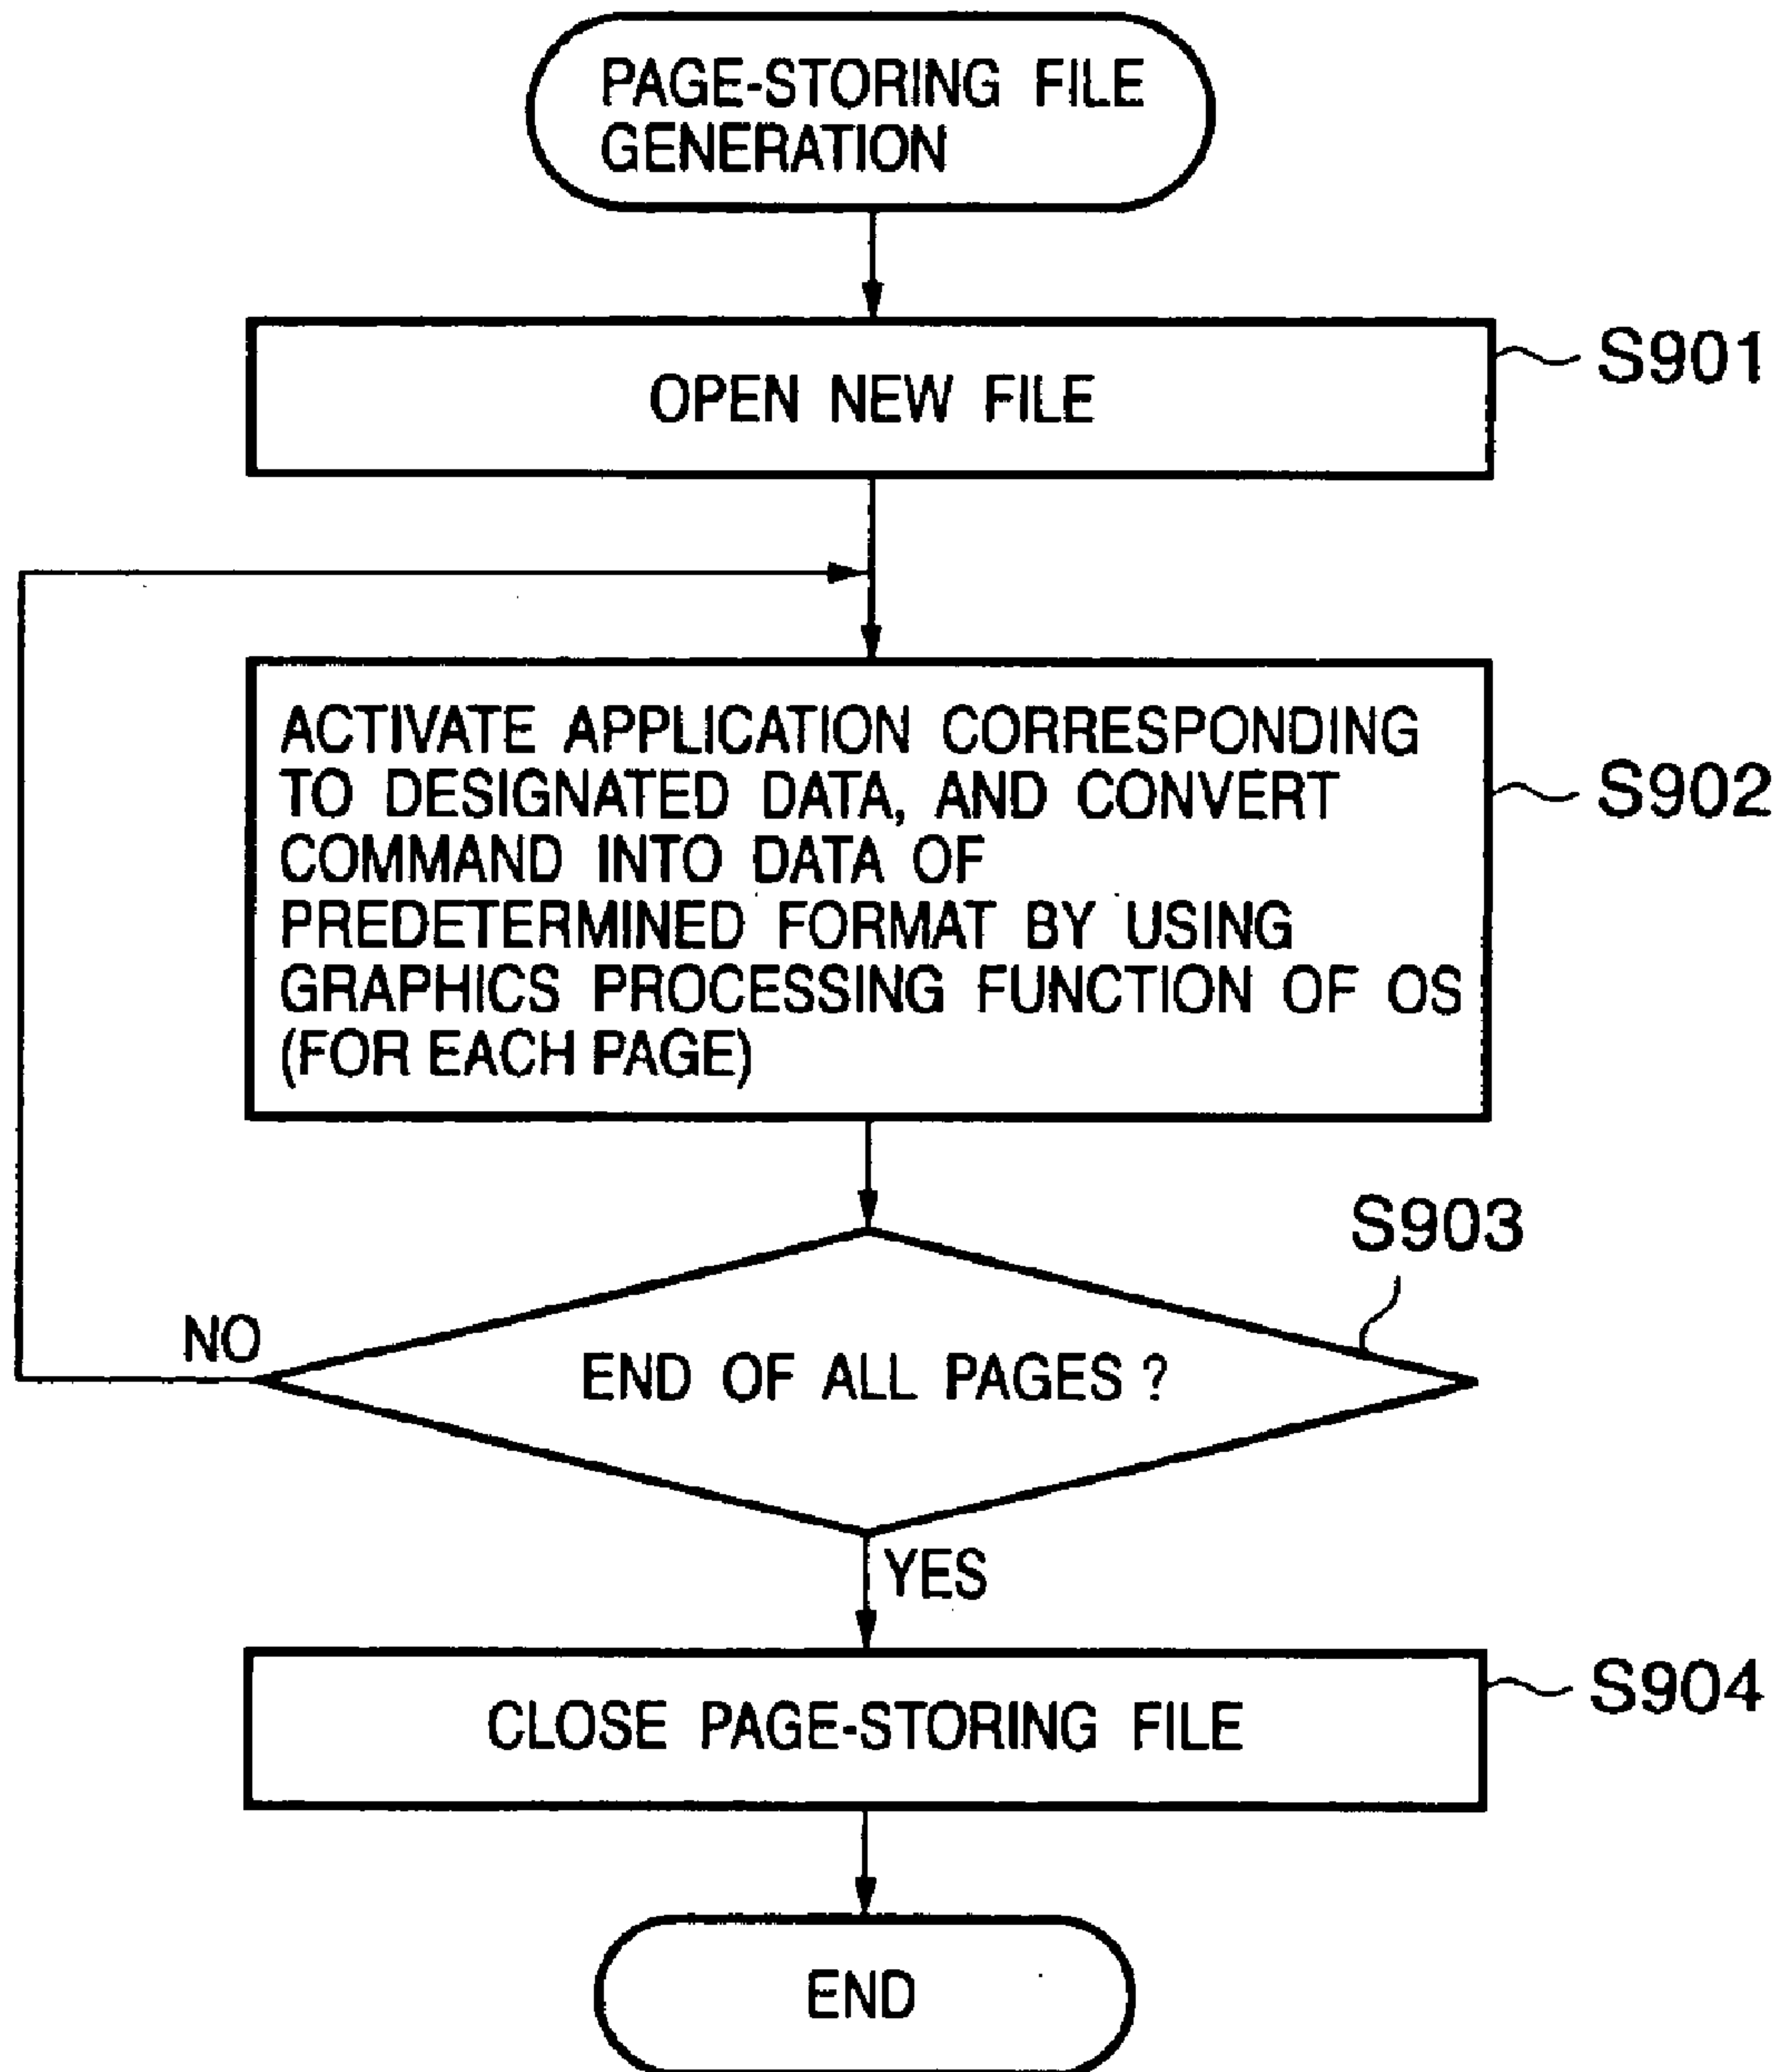 PAGE-STORING FILE
GENERATION
OPEN NEW FILE
S901
ACTIVATE APPLICATION CORRESPONDING
TO DESIGNATED DATA, AND CONVERT
COMMAND INTO DATA OF
PREDETERMINED FORMAT BY USING
GRAPHICS PROCESSING FUNCTION OF OS
(FOR EACH PAGE)
S902
S903
NO
END OF ALL PAGES ?
YES
CLOSE PAGE-STORING FILE
S904
END